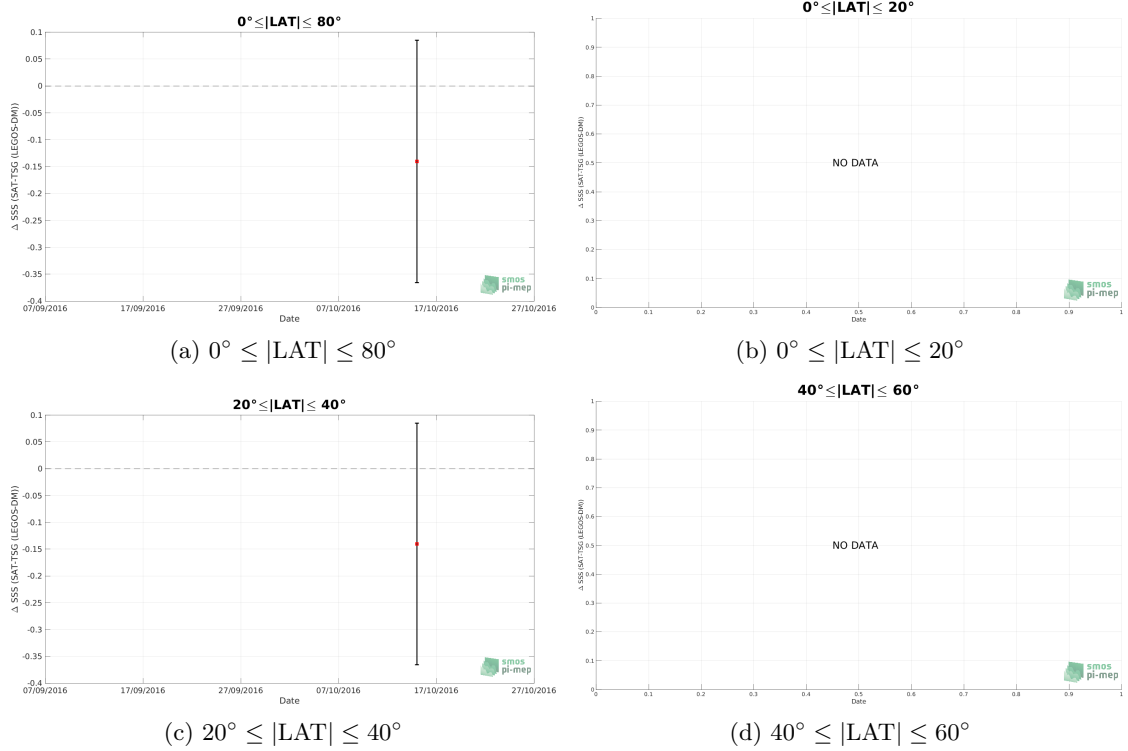 0°≤|LAT|≤ 80°
Δ SSS (SAT-TSG (LEGOS-DM))
0.1
0.05
0
-0.05
-0.1
-0.15
-0.2
-0.25
-0.3
-0.35
-0.4
07/09/2016 17/09/2016 27/09/2016 07/10/2016 17/10/2016 27/10/2016
Date
smos
pi-mep
(a) 0° ≤ |LAT| ≤ 80°
0°≤|LAT|≤ 20°
Δ SSS (SAT-TSG (LEGOS-DM))
1
0.9
0.8
0.7
0.6
0.5
0.4
0.3
0.2
0.1
0
NO DATA
0 0.1 0.2 0.3 0.4 0.5 0.6 0.7 0.8 0.9 1
Date
smos
pi-mep
(b) 0° ≤ |LAT| ≤ 20°
20°≤|LAT|≤ 40°
Δ SSS (SAT-TSG (LEGOS-DM))
0.1
0.05
0
-0.05
-0.1
-0.15
-0.2
-0.25
-0.3
-0.35
-0.4
07/09/2016 17/09/2016 27/09/2016 07/10/2016 17/10/2016 27/10/2016
Date
smos
pi-mep
(c) 20° ≤ |LAT| ≤ 40°
40°≤|LAT|≤ 60°
Δ SSS (SAT-TSG (LEGOS-DM))
1
0.9
0.8
0.7
0.6
0.5
0.4
0.3
0.2
0.1
0
NO DATA
0 0.1 0.2 0.3 0.4 0.5 0.6 0.7 0.8 0.9 1
Date
smos
pi-mep
(d) 40° ≤ |LAT| ≤ 60°